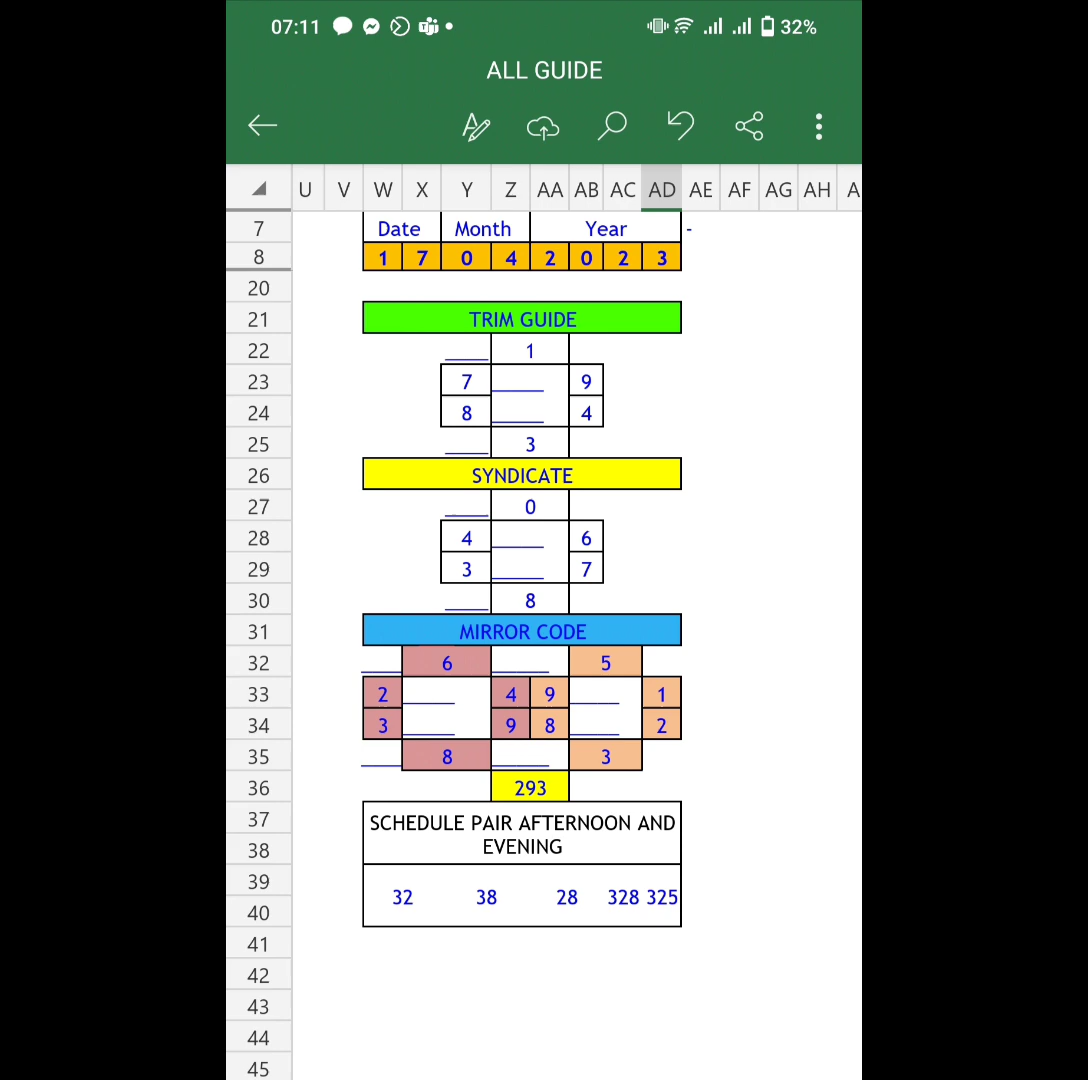 07:11 32%
ALL GUIDE
U V W X Y Z AA AB AC AD AE AF AG AH A
7 Date Month Year -
8 1 7 0 4 2 0 2 3
20
21 TRIM GUIDE
22 1
23 7 9
24 8 4
25 3
26 SYNDICATE
27 0
28 4 6
29 3 7
30 8
31 MIRROR CODE
32 6 5
33 2 4 9 1
34 3 9 8 2
35 8 3
36 293
37 SCHEDULE PAIR AFTERNOON AND
38 EVENING
39
32 38 28 328 325
40
41
42
43
44
45